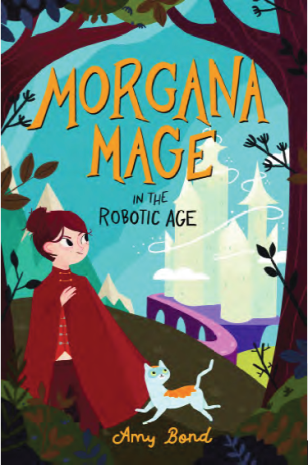 MORGANA
MAGE
IN THE
ROBOTIC AGE
Amy Bond